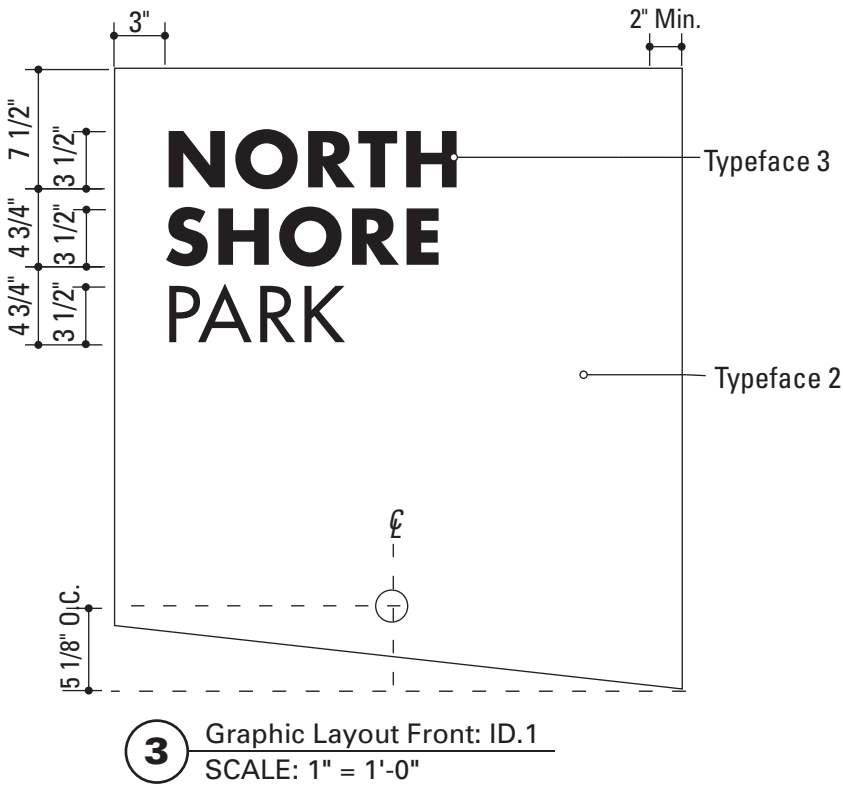 3"
2" Min.
7 1/2"
3 1/2"
NORTH
Typeface 3
4 3/4"
3 1/2"
SHORE
4 3/4"
3 1/2"
PARK
Typeface 2
℄
5 1/8" O.C.
3
Graphic Layout Front: ID.1
SCALE: 1" = 1'-0"